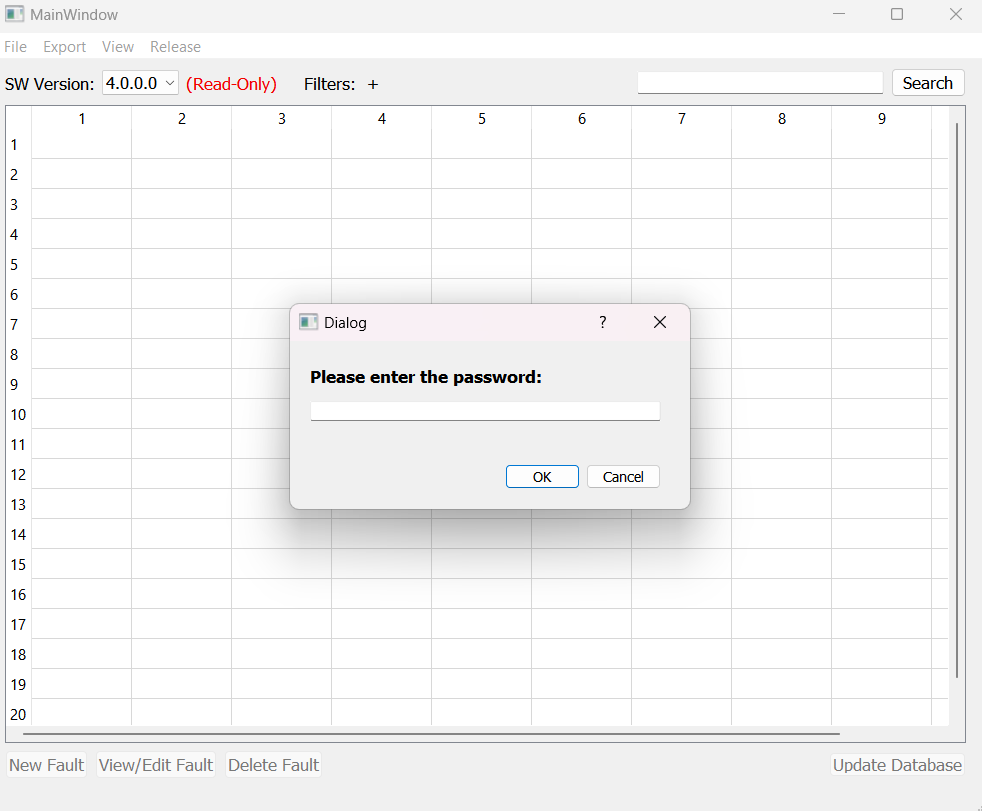 MainWindow
File Export View Release
SW Version: 4.0.0.0 (Read-Only) Filters: + Search
1 2 3 4 5 6 7 8 9
1
2
3
4
5
6
7
8
9
10
11
12
13
14
15
16
17
18
19
20
Dialog ?
Please enter the password:
OK Cancel
New Fault View/Edit Fault Delete Fault Update Database